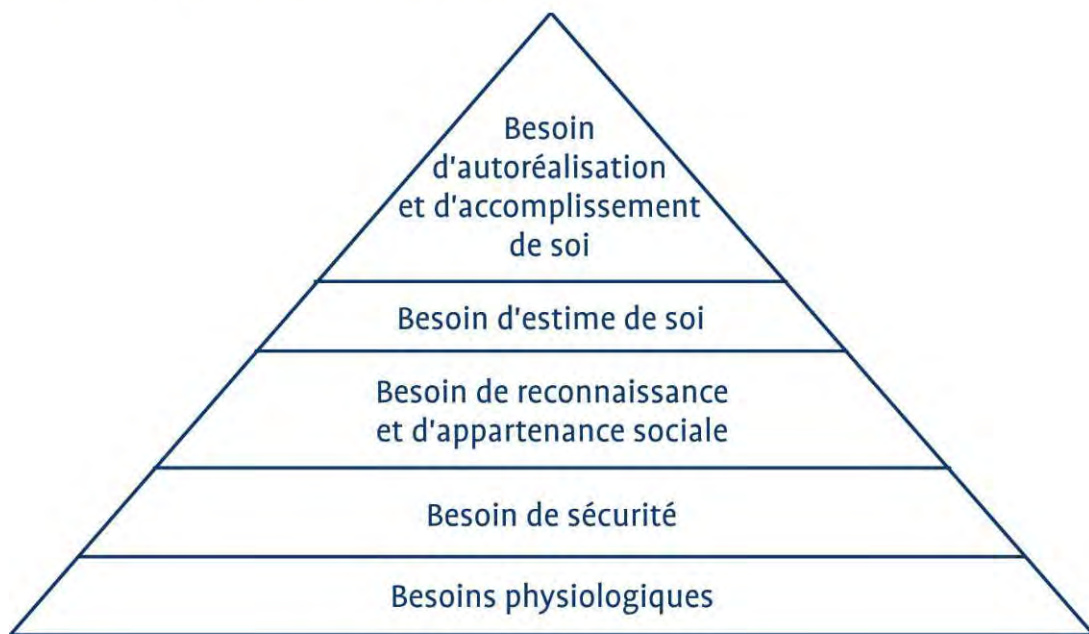 Besoin
d'autoréalisation
et d'accomplissement
de soi
Besoin d'estime de soi
Besoin de reconnaissance
et d'appartenance sociale
Besoin de sécurité
Besoins physiologiques